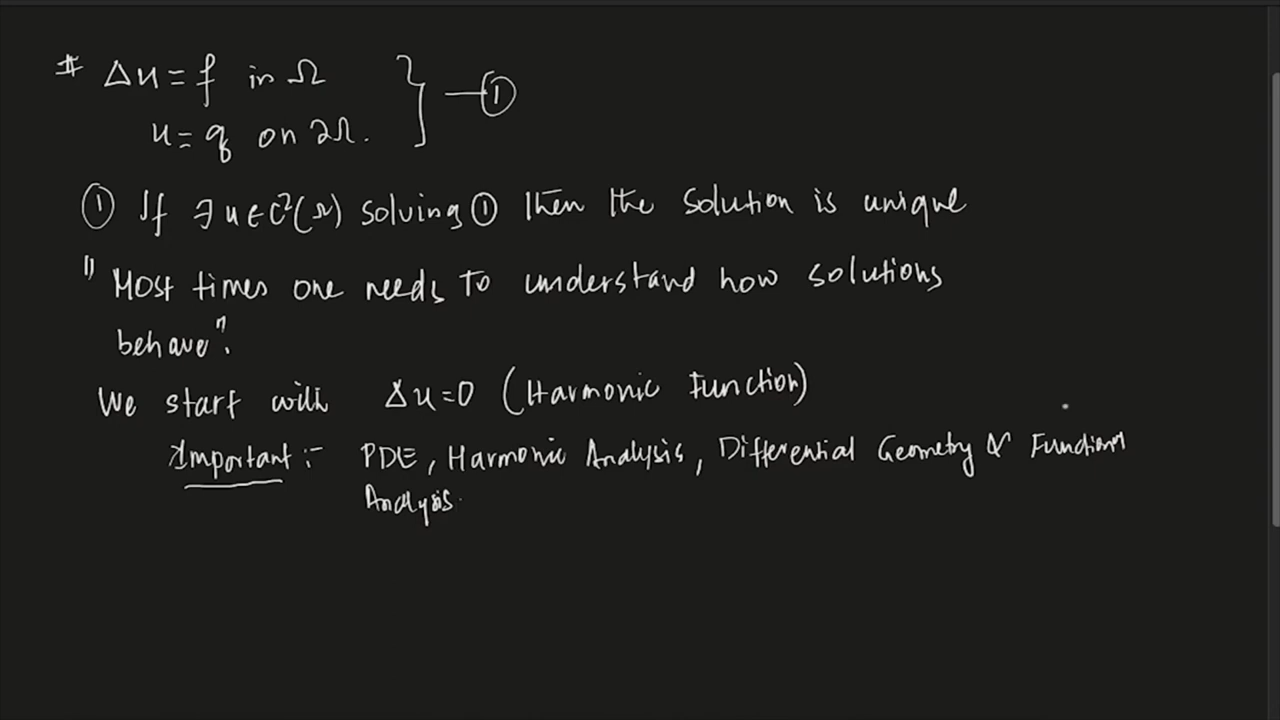 # Δu = f in Ω } —①
u = g on ∂Ω.
① If ∃ u ∈ C²(Ω) solving ① then the solution is unique
" Most times one needs to understand how solutions
behave".
We start with Δu=0 (Harmonic Function)
Important :- PDE, Harmonic Analysis, Differential Geometry & Functional
Analysis.